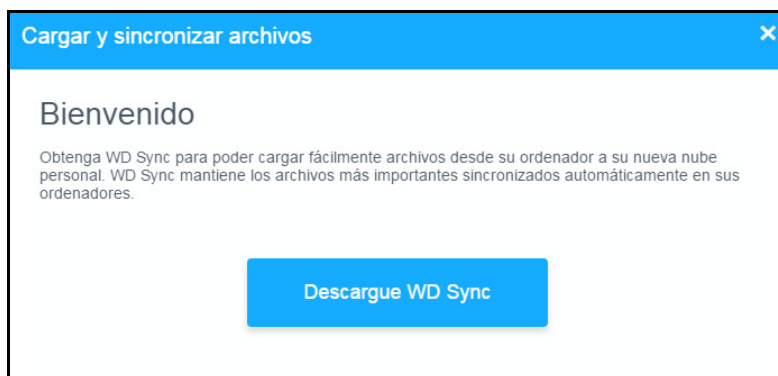 Cargar y sincronizar archivos
Bienvenido
Obtenga WD Sync para poder cargar fácilmente archivos desde su ordenador a su nueva nube
personal. WD Sync mantiene los archivos más importantes sincronizados automáticamente en sus
ordenadores.
Descargue WD Sync